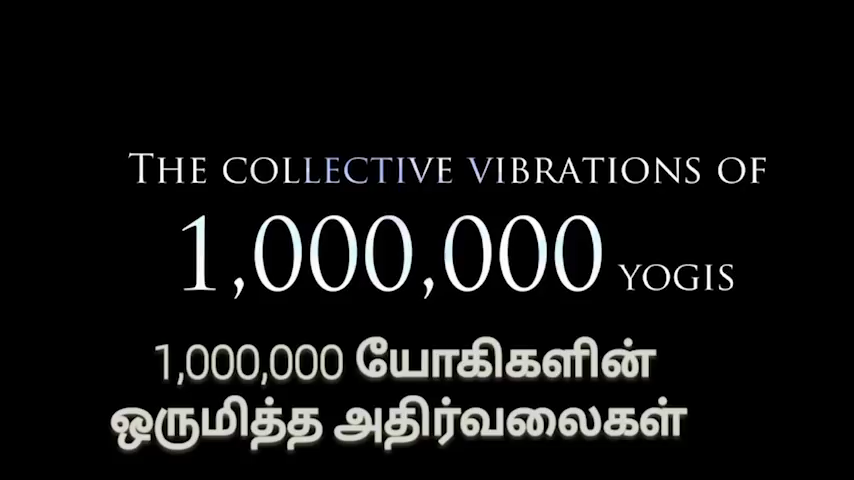 THE COLLECTIVE VIBRATIONS OF
1,000,000 YOGIS
1,000,000 யோகிகளின்
ஒருமித்த அதிர்வலைகள்